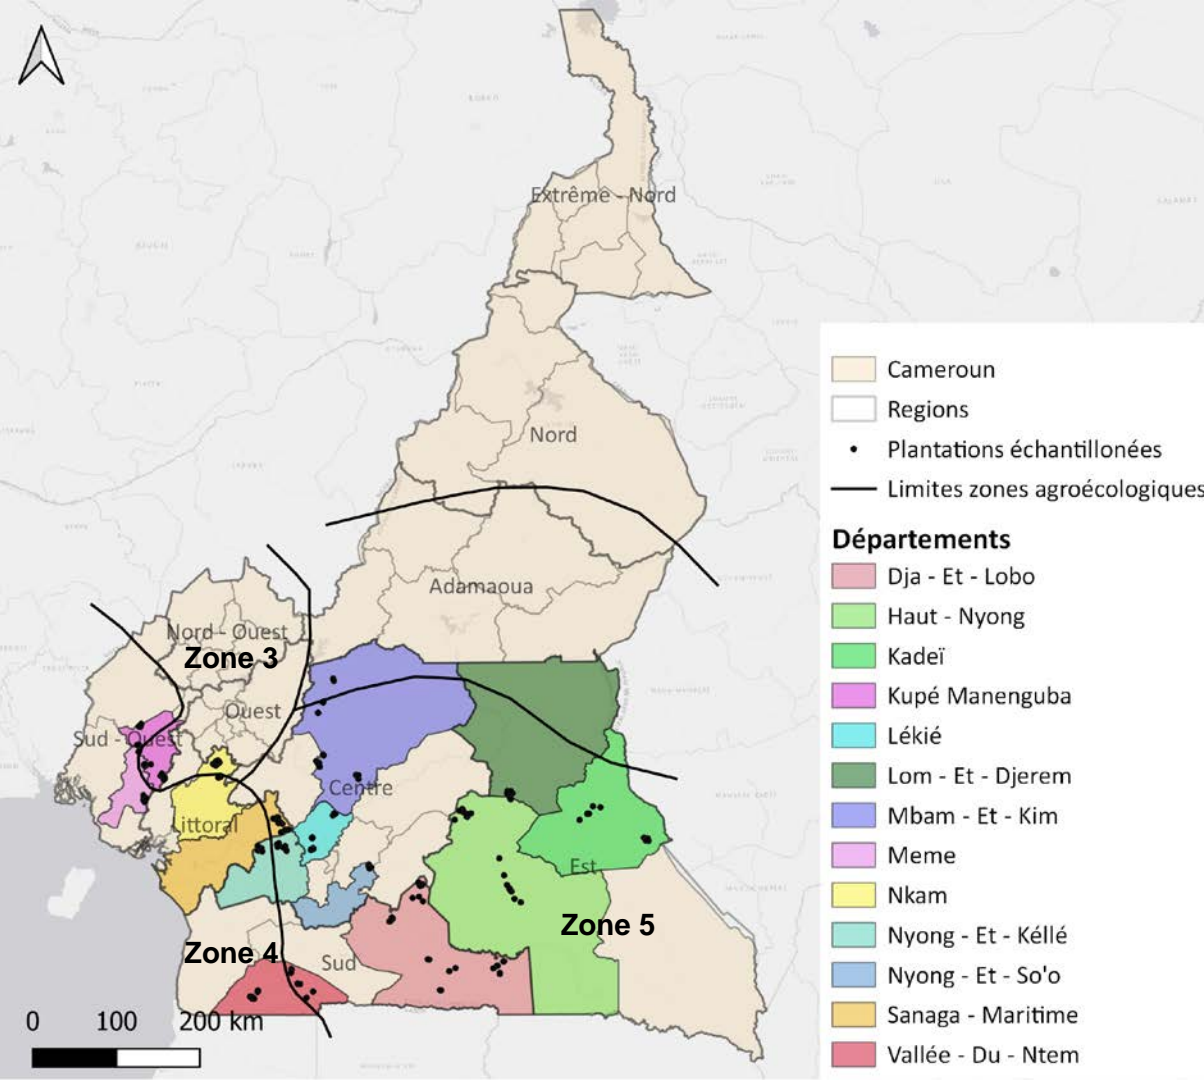 Extrême - Nord
Nord
Adamaoua
Nord - Ouest
Zone 3
Ouest
Sud - Ouest
Centre
Littoral
Est
Zone 5
Zone 4
Sud
0 100 200 km
Cameroun
Regions
Plantations échantillonées
Limites zones agroécologiques
Départements
Dja - Et - Lobo
Haut - Nyong
Kadeï
Kupé Manenguba
Lékié
Lom - Et - Djerem
Mbam - Et - Kim
Meme
Nkam
Nyong - Et - Kéllé
Nyong - Et - So'o
Sanaga - Maritime
Vallée - Du - Ntem